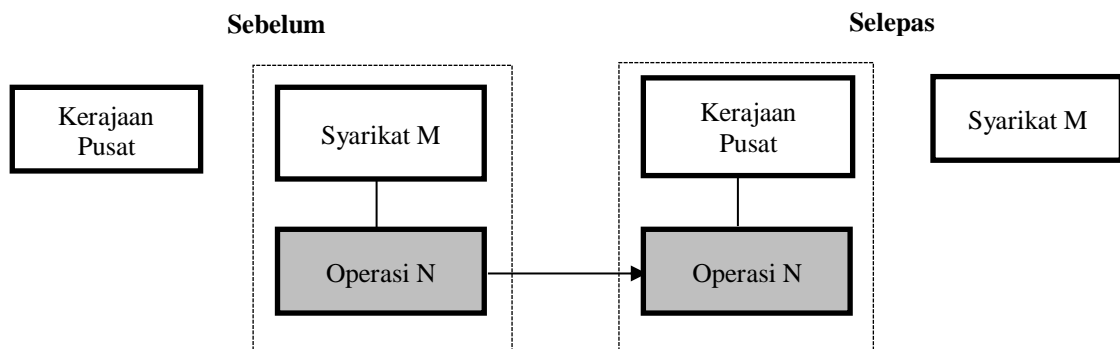 Sebelum
Selepas
Kerajaan
Pusat
Syarikat M
Kerajaan
Pusat
Syarikat M
Operasi N
Operasi N